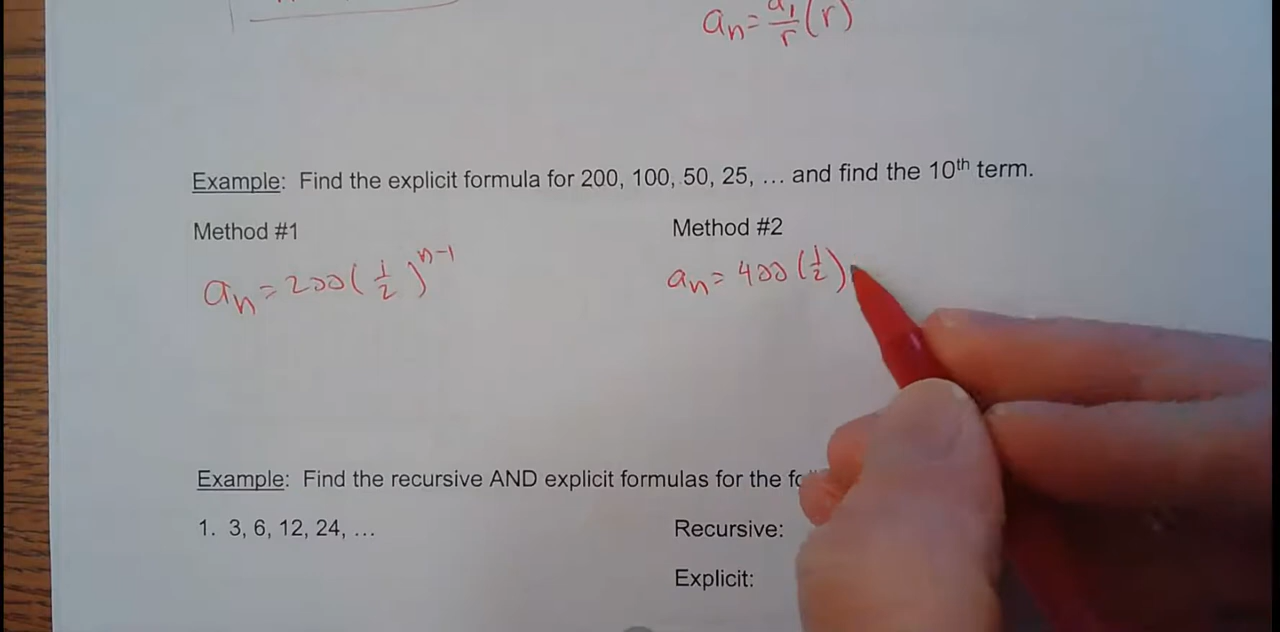 aₙ = a₁/r (r)
Example: Find the explicit formula for 200, 100, 50, 25, … and find the 10th term.
Method #1
Method #2
aₙ = 200(1/2)ⁿ⁻¹
aₙ = 400(1/2)
Example: Find the recursive AND explicit formulas for the
1. 3, 6, 12, 24, …
Recursive:
Explicit: